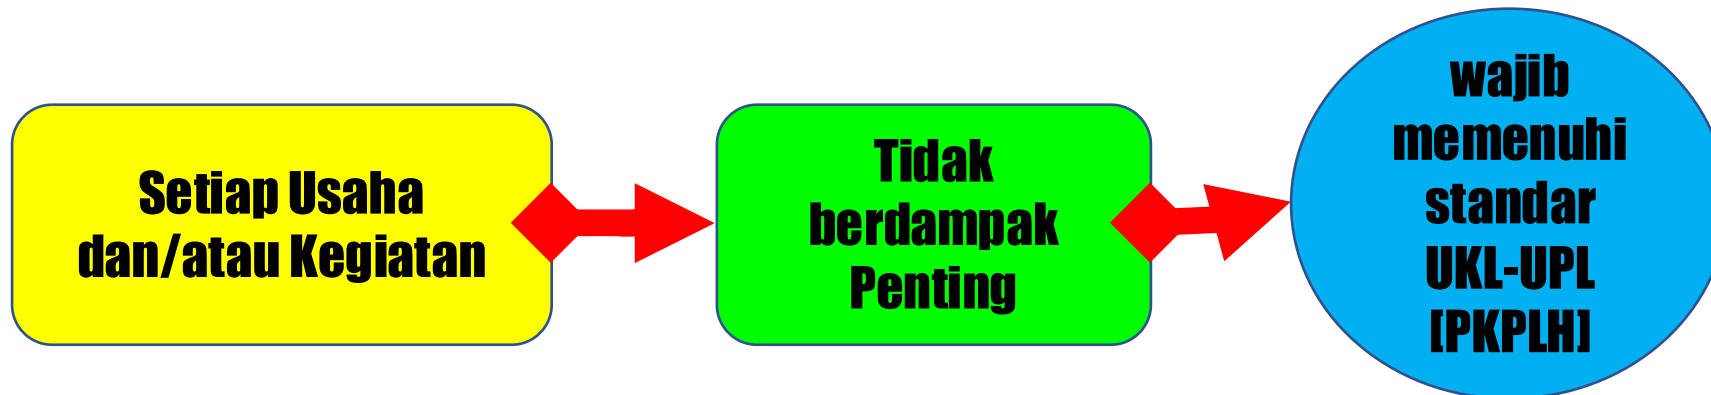 Setiap Usaha
dan/atau Kegiatan
Tidak
berdampak
Penting
wajib
memenuhi
standar
UKL-UPL
[PKPLH]